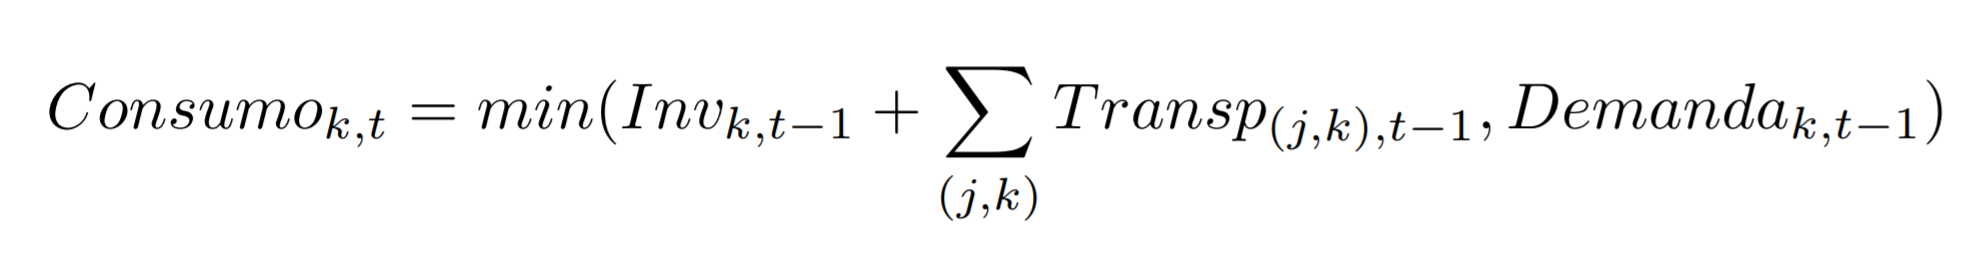 Consumo_{k,t} = min(Inv_{k,t-1} + \sum_{(j,k)} Transp_{(j,k),t-1}, Demanda_{k,t-1})